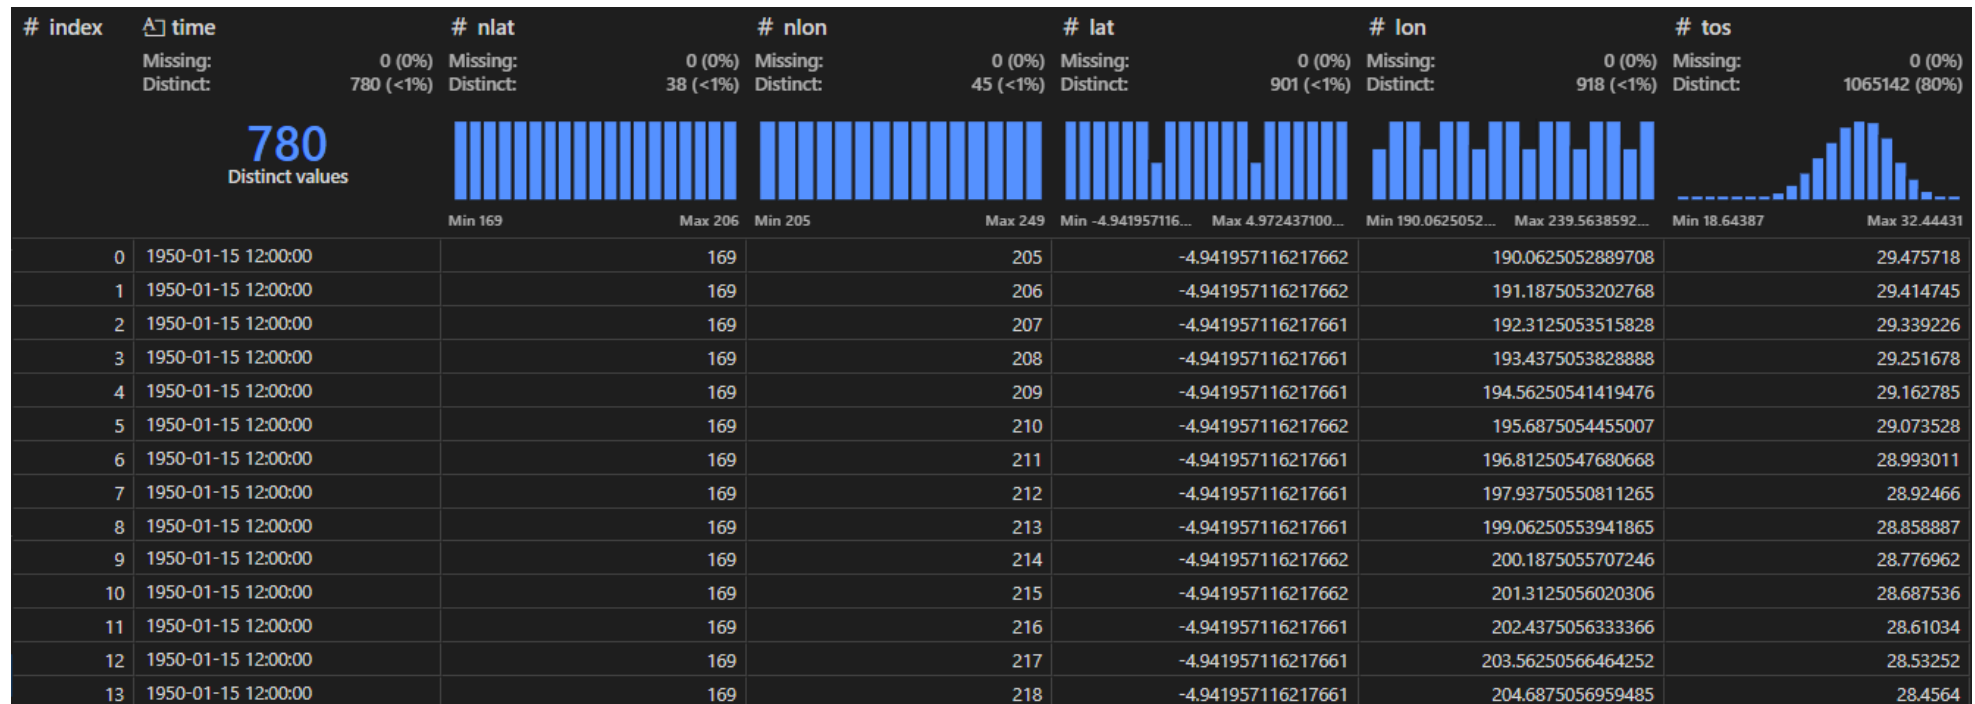 # index time # nlat # nlon # lat # lon # tos
Missing: 0 (0%) Missing: 0 (0%) Missing: 0 (0%) Missing: 0 (0%) Missing: 0 (0%) Missing: 0 (0%)
Distinct: 780 (<1%) Distinct: 38 (<1%) Distinct: 45 (<1%) Distinct: 901 (<1%) Distinct: 918 (<1%) Distinct: 1065142 (80%)
780
Distinct values
Min 169 Max 206 Min 205 Max 249 Min -4.941957116... Max 4.972437100... Min 190.0625052... Max 239.5638592... Min 18.64387 Max 32.44431
0 1950-01-15 12:00:00 169 205 -4.941957116217662 190.0625052889708 29.475718
1 1950-01-15 12:00:00 169 206 -4.941957116217662 191.1875053202768 29.414745
2 1950-01-15 12:00:00 169 207 -4.941957116217661 192.3125053515828 29.339226
3 1950-01-15 12:00:00 169 208 -4.941957116217661 193.4375053828888 29.251678
4 1950-01-15 12:00:00 169 209 -4.941957116217661 194.56250541419476 29.162785
5 1950-01-15 12:00:00 169 210 -4.941957116217662 195.6875054455007 29.073528
6 1950-01-15 12:00:00 169 211 -4.941957116217661 196.81250547680668 28.993011
7 1950-01-15 12:00:00 169 212 -4.941957116217661 197.93750550811265 28.92466
8 1950-01-15 12:00:00 169 213 -4.941957116217661 199.06250553941865 28.858887
9 1950-01-15 12:00:00 169 214 -4.941957116217662 200.1875055707246 28.776962
10 1950-01-15 12:00:00 169 215 -4.941957116217662 201.3125056020306 28.687536
11 1950-01-15 12:00:00 169 216 -4.941957116217661 202.4375056333366 28.61034
12 1950-01-15 12:00:00 169 217 -4.941957116217661 203.56250566464252 28.53252
13 1950-01-15 12:00:00 169 218 -4.941957116217661 204.6875056959485 28.4564